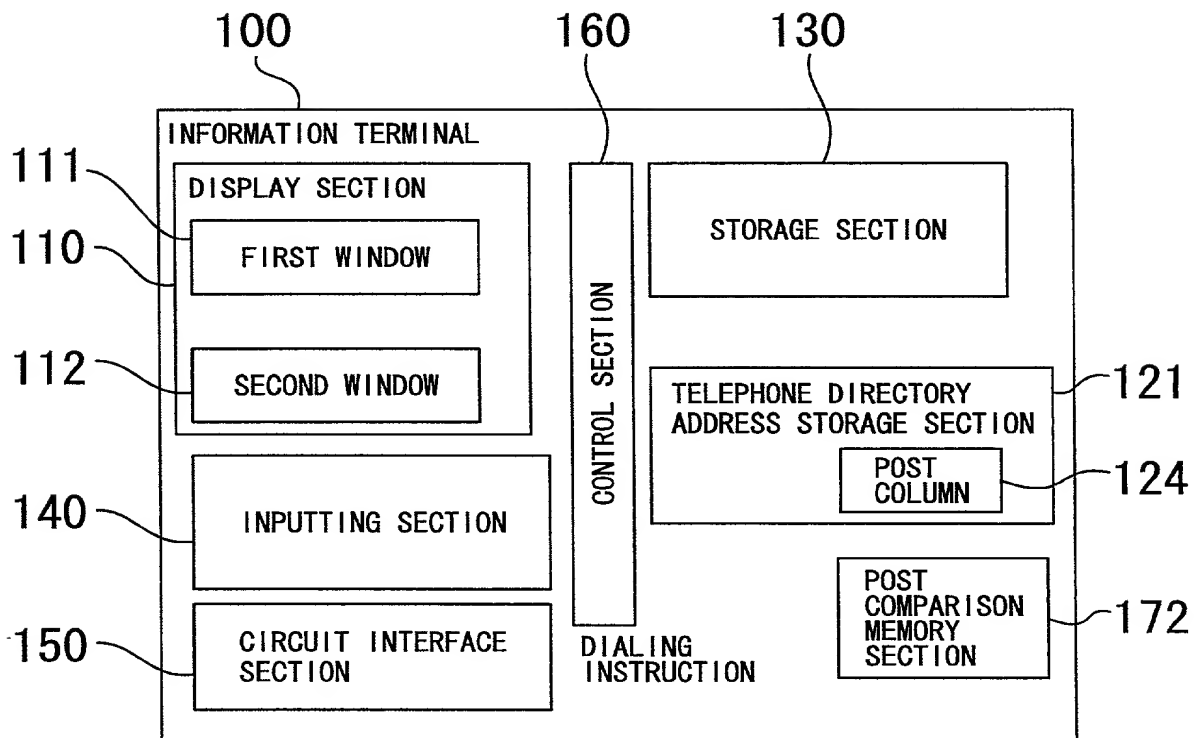 100
160
130
INFORMATION TERMINAL
111
DISPLAY SECTION
110
FIRST WINDOW
STORAGE SECTION
CONTROL SECTION
112
SECOND WINDOW
TELEPHONE DIRECTORY
ADDRESS STORAGE SECTION
121
POST
COLUMN
124
140
INPUTTING SECTION
POST
COMPARISON
MEMORY
SECTION
172
150
CIRCUIT INTERFACE
SECTION
DIALING
INSTRUCTION